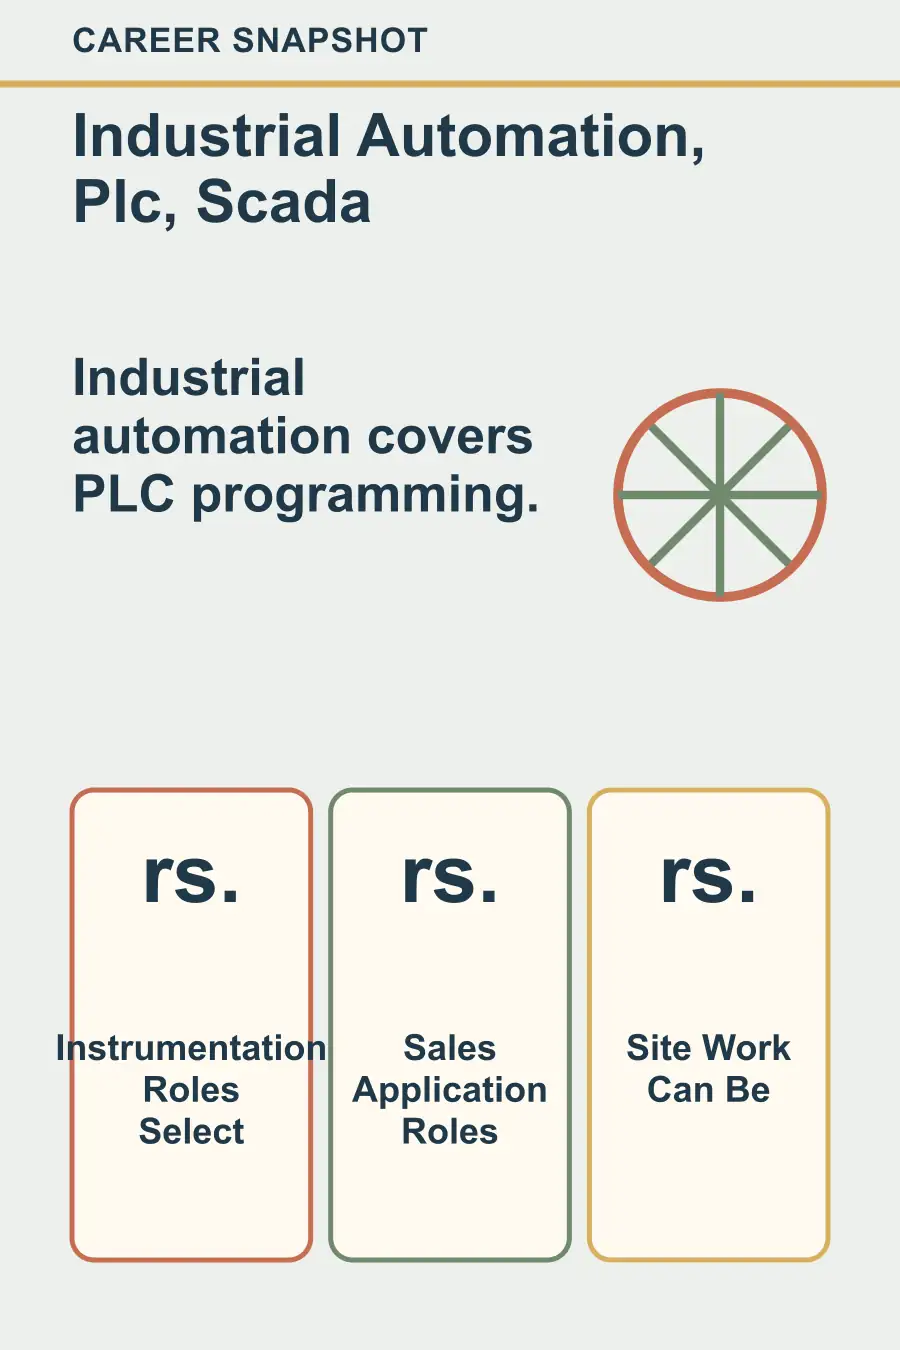 CAREER SNAPSHOT
Industrial Automation,
Plc, Scada
Industrial
automation covers
PLC programming.
rs.
Instrumentation
Roles
Select
rs.
Sales
Application
Roles
rs.
Site Work
Can Be